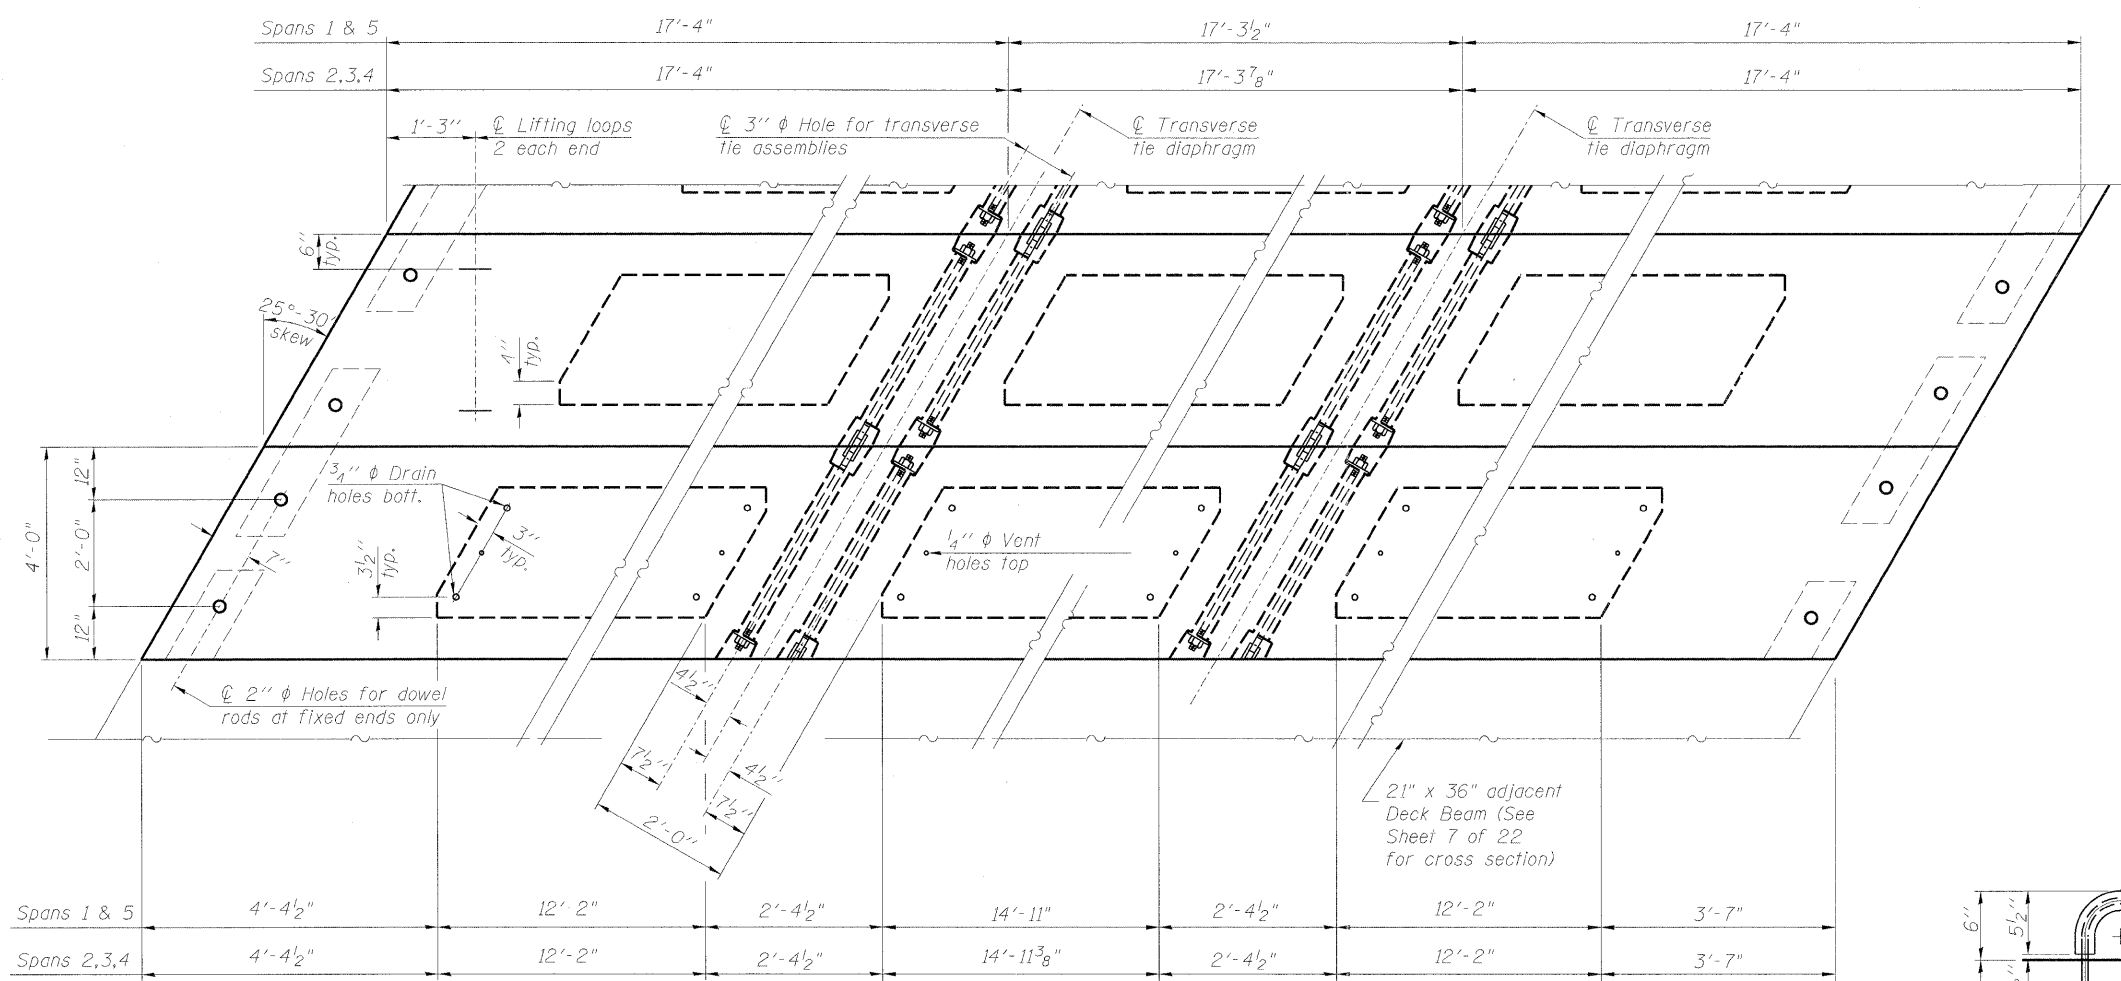 Spans 1 & 5 17'-4" 17'-3½" 17'-4"
Spans 2,3,4 17'-4" 17'-3⅞" 17'-4"
1'-3"
℄ Lifting loops
2 each end
℄ 3" ϕ Hole for transverse
tie assemblies
℄ Transverse
tie diaphragm
℄ Transverse
tie diaphragm
6"
typ.
25°-30'
skew
4"
typ.
¾" ϕ Drain
holes bott.
3"
typ.
3½"
typ.
¼" ϕ Vent
holes top
4'-0"
12"
2'-0"
12"
7"
℄ 2" ϕ Holes for dowel
rods at fixed ends only
4½"
7½"
4½"
7½"
2'-0"
21" x 36" adjacent
Deck Beam (See
Sheet 7 of 22
for cross section)
Spans 1 & 5 4'-4½" 12'-2" 2'-4½" 14'-11" 2'-4½" 12'-2" 3'-7"
Spans 2,3,4 4'-4½" 12'-2" 2'-4½" 14'-11⅜" 2'-4½" 12'-2" 3'-7"
6"
5½"